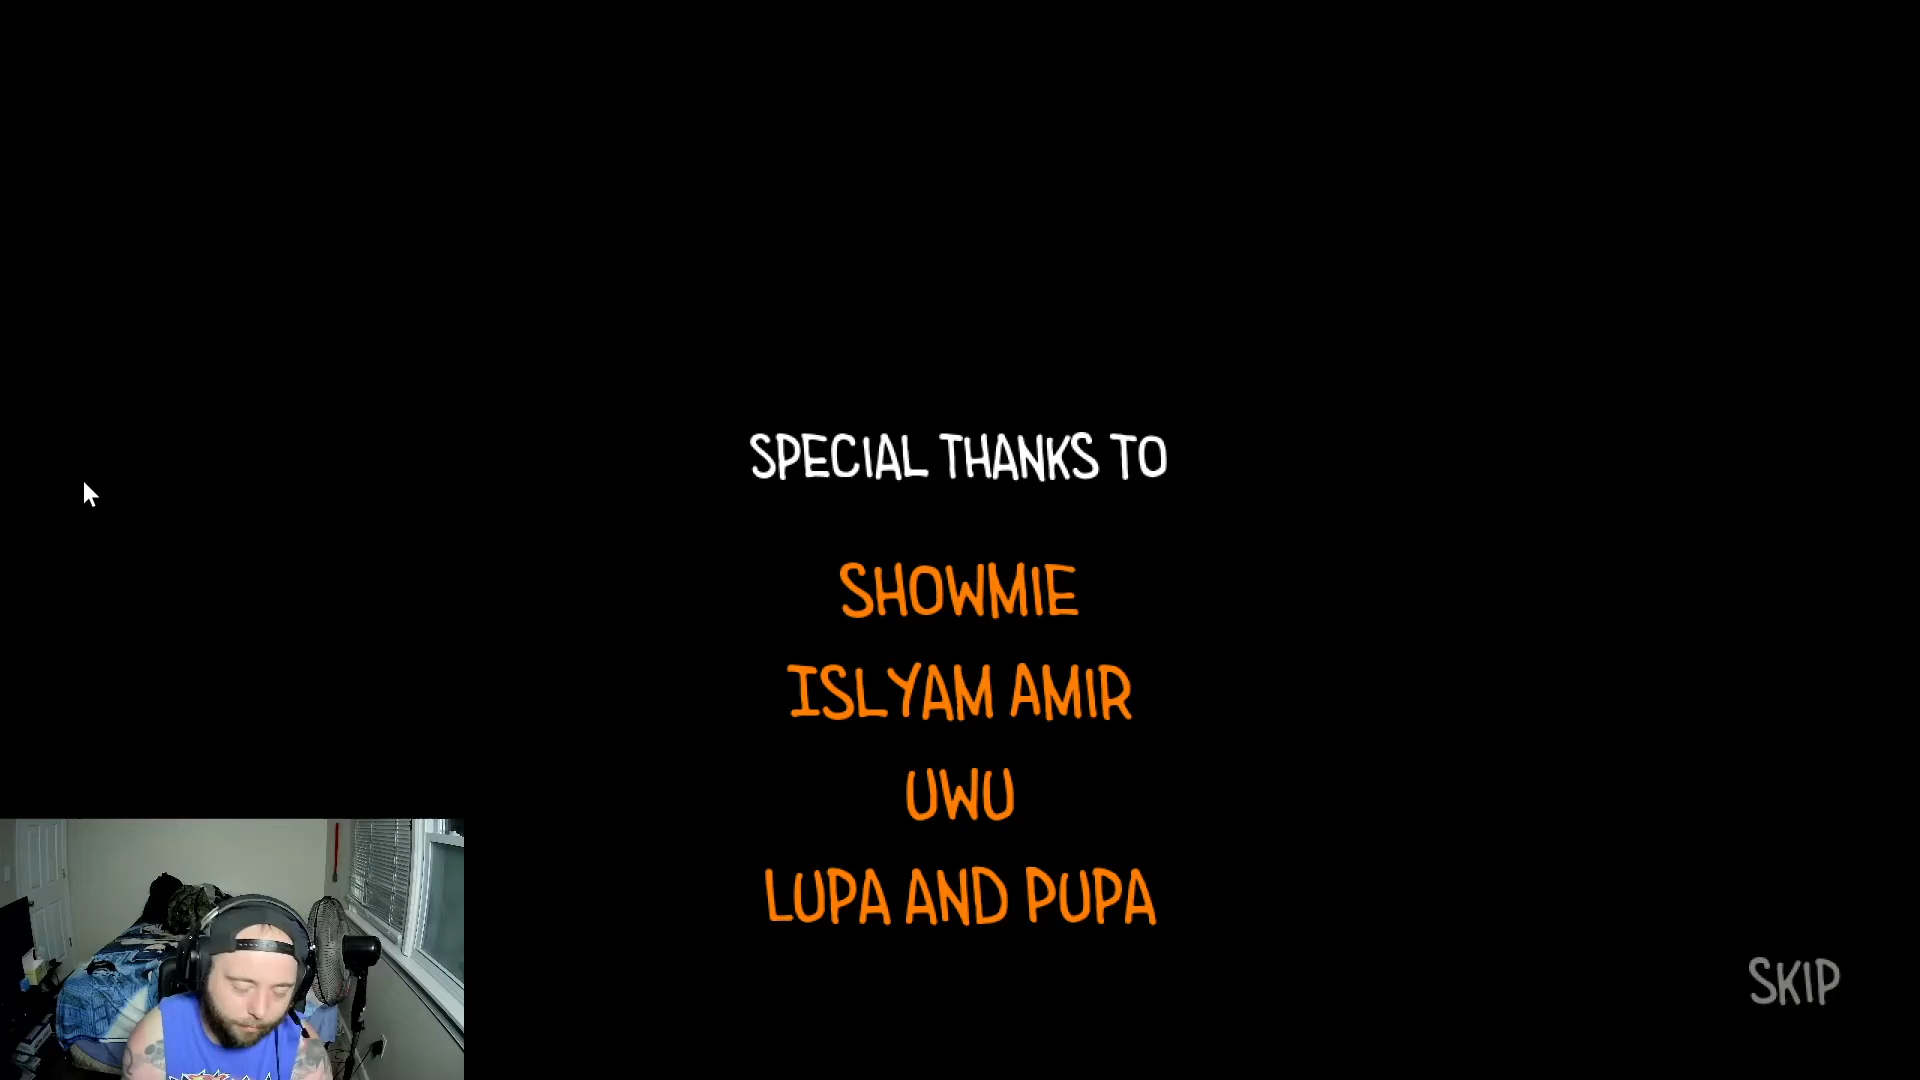 SPECIAL THANKS TO
SHOWMIE
ISLYAM AMIR
UWU
LUPA AND PUPA
SKIP